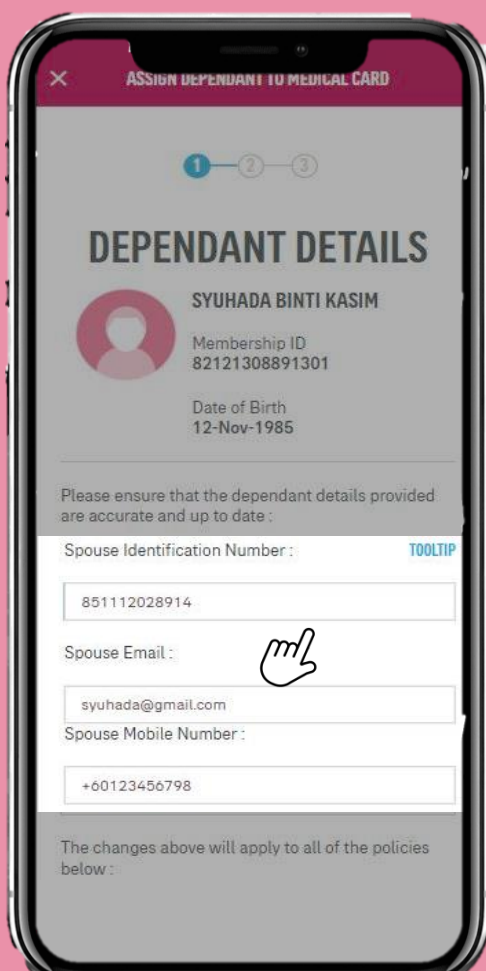 ASSIGN DEPENDANT TO MEDICAL CARD
1 2 3
DEPENDANT DETAILS
SYUHADA BINTI KASIM
Membership ID
82121308891301
Date of Birth
12-Nov-1985
Please ensure that the dependant details provided
are accurate and up to date :
Spouse Identification Number : TOOLTIP
851112028914
Spouse Email :
syuhada@gmail.com
Spouse Mobile Number :
+60123456798
The changes above will apply to all of the policies
below :